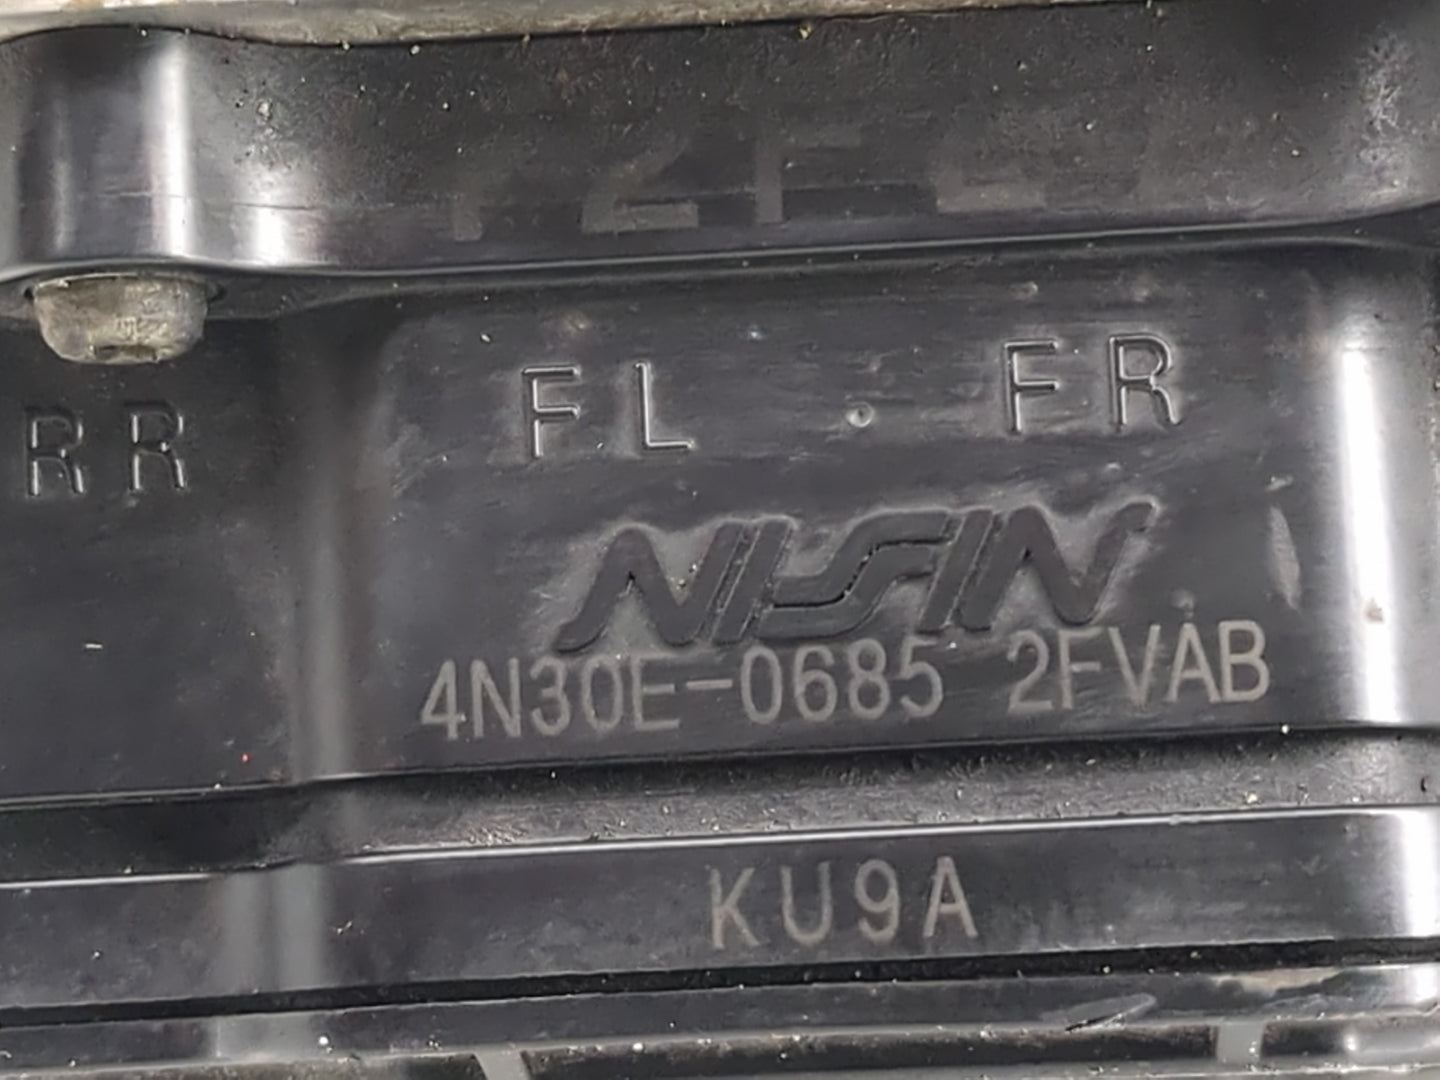 RR FL FR
NISIN
4N30E-0685 2FVAB
KU9A